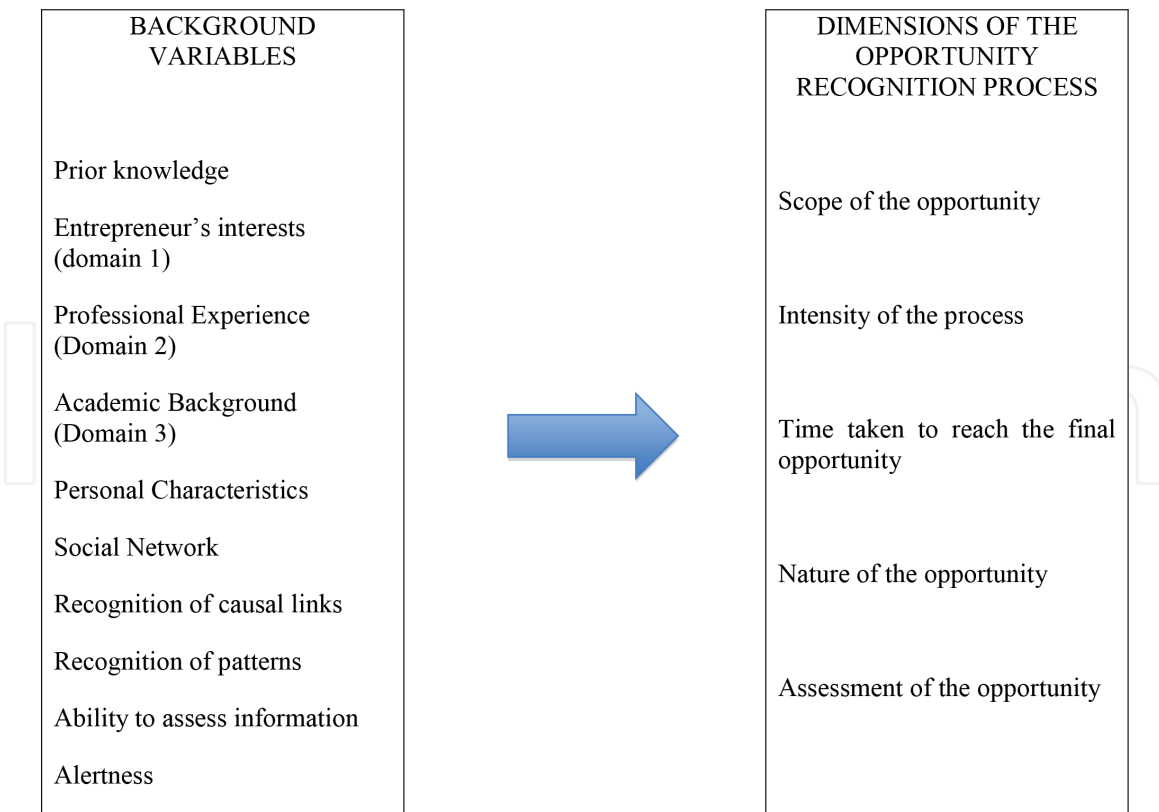 BACKGROUND
VARIABLES
Prior knowledge
Entrepreneur’s interests
(domain 1)
Professional Experience
(Domain 2)
Academic Background
(Domain 3)
Personal Characteristics
Social Network
Recognition of causal links
Recognition of patterns
Ability to assess information
Alertness
DIMENSIONS OF THE
OPPORTUNITY
RECOGNITION PROCESS
Scope of the opportunity
Intensity of the process
Time taken to reach the final
opportunity
Nature of the opportunity
Assessment of the opportunity